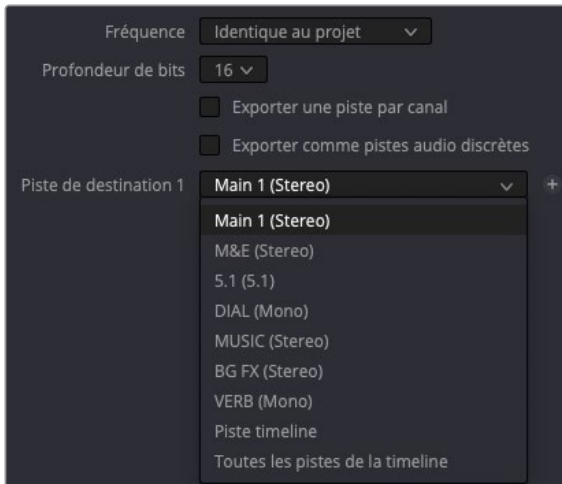 Fréquence Identique au projet
Profondeur de bits 16
Exporter une piste par canal
Exporter comme pistes audio discrètes
Piste de destination 1 Main 1 (Stereo) +
Main 1 (Stereo)
M&E (Stereo)
5.1 (5.1)
DIAL (Mono)
MUSIC (Stereo)
BG FX (Stereo)
VERB (Mono)
Piste timeline
Toutes les pistes de la timeline